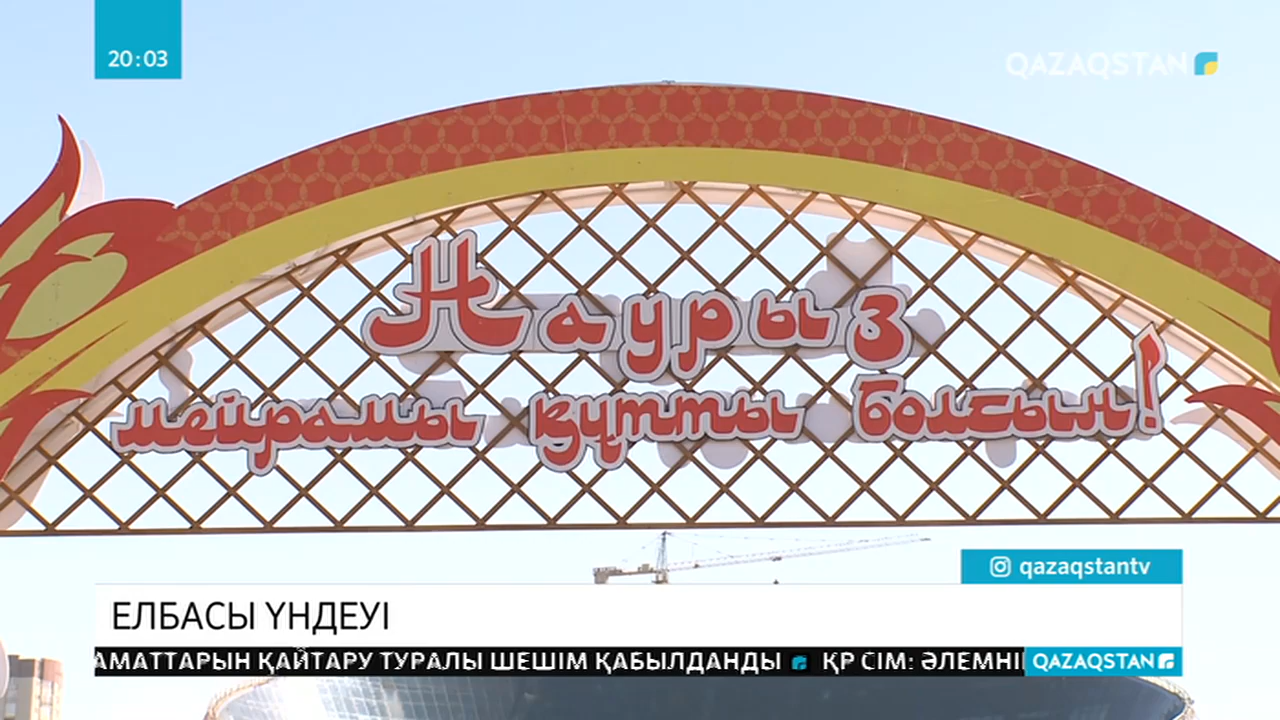 20:03
QAZAQSTAN
Наурыз
мейрамы құтты болсын!
qazaqstantv
ЕЛБАСЫ ҮНДЕУІ
АМАТТАРЫН ҚАЙТАРУ ТУРАЛЫ ШЕШІМ ҚАБЫЛДАНДЫ ҚР СІМ: ӘЛЕМНІ
QAZAQSTAN